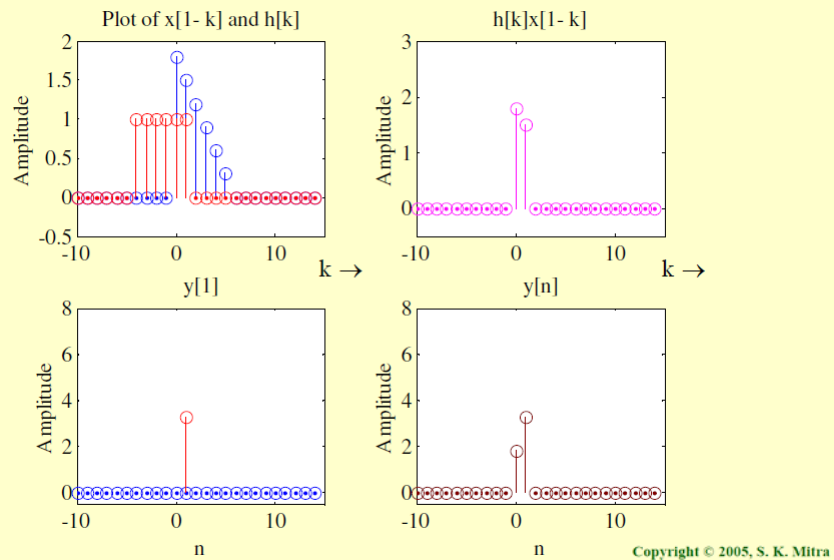 Plot of x[1- k] and h[k]
2
1.5
1
0.5
0
-0.5
Amplitude
-10
0
10
k →
h[k]x[1- k]
3
2
1
0
Amplitude
-10
0
10
k →
y[1]
8
6
4
2
0
Amplitude
-10
0
10
n
y[n]
8
6
4
2
0
Amplitude
-10
0
10
n
Copyright © 2005, S. K. Mitra